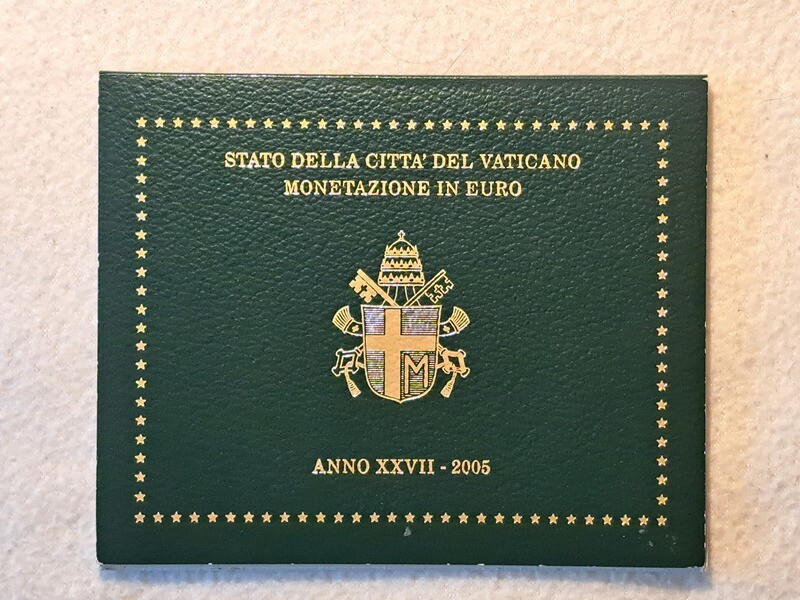 STATO DELLA CITTA' DEL VATICANO
MONETAZIONE IN EURO
M
ANNO XXVII - 2005